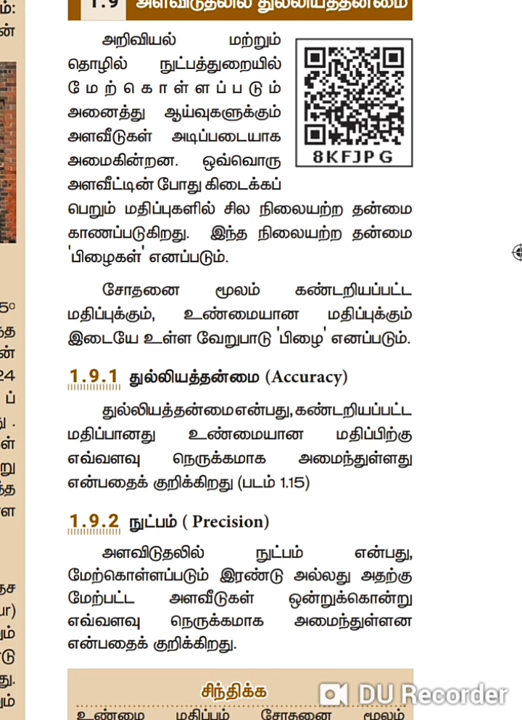 1.9 அளவிடுதலில் துல்லியத்தன்மை
அறிவியல் மற்றும்
தொழில் நுட்பத்துறையில்
மேற்கொள்ளப்படும்
அனைத்து ஆய்வுகளுக்கும்
அளவீடுகள் அடிப்படையாக
அமைகின்றன. ஒவ்வொரு
அளவீட்டின் போது கிடைக்கப்
8KFJPG
பெறும் மதிப்புகளில் சில நிலையற்ற தன்மை
காணப்படுகிறது. இந்த நிலையற்ற தன்மை
'பிழைகள்' எனப்படும்.
சோதனை மூலம் கண்டறியப்பட்ட
மதிப்புக்கும், உண்மையான மதிப்புக்கும்
இடையே உள்ள வேறுபாடு 'பிழை' எனப்படும்.
1.9.1 துல்லியத்தன்மை (Accuracy)
துல்லியத்தன்மை என்பது, கண்டறியப்பட்ட
மதிப்பானது உண்மையான மதிப்பிற்கு
எவ்வளவு நெருக்கமாக அமைந்துள்ளது
என்பதைக் குறிக்கிறது (படம் 1.15)
1.9.2 நுட்பம் ( Precision)
அளவிடுதலில் நுட்பம் என்பது,
மேற்கொள்ளப்படும் இரண்டு அல்லது அதற்கு
மேற்பட்ட அளவீடுகள் ஒன்றுக்கொன்று
எவ்வளவு நெருக்கமாக அமைந்துள்ளன
என்பதைக் குறிக்கிறது.
சிந்திக்க
உண்மை மதிப்பும் சோதனை மூலம்
DU Recorder